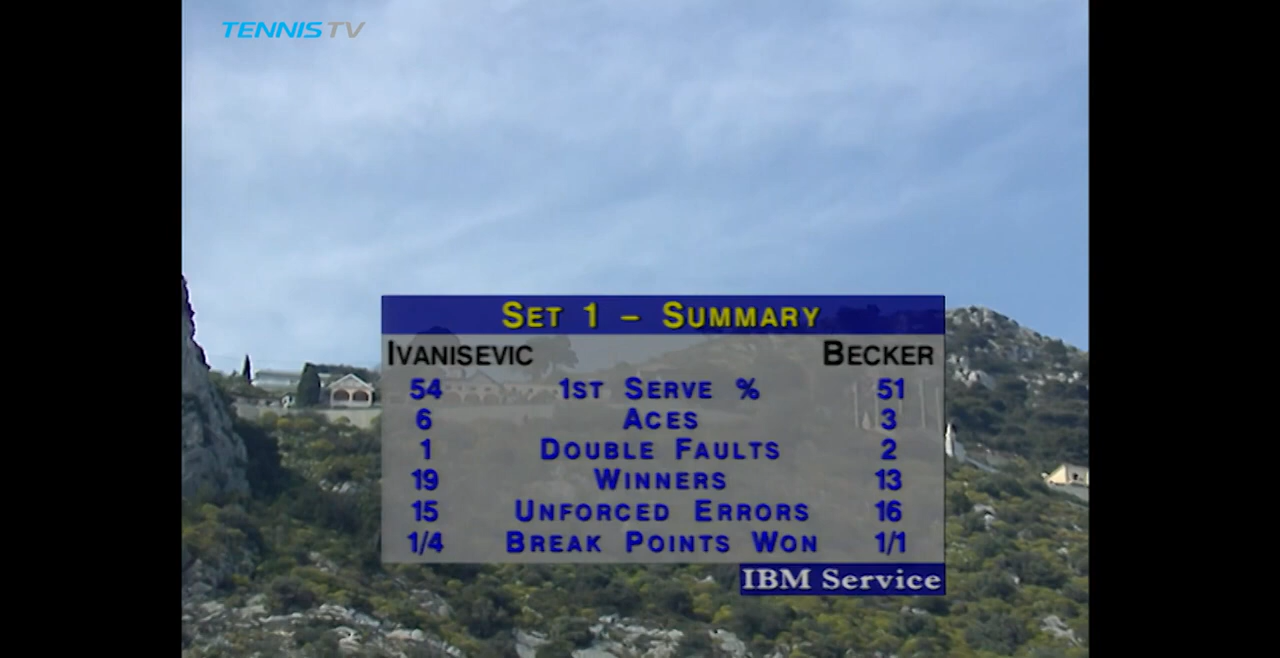 TENNIS TV
SET 1 – SUMMARY
IVANISEVIC BECKER
54 1ST SERVE % 51
6 ACES 3
1 DOUBLE FAULTS 2
19 WINNERS 13
15 UNFORCED ERRORS 16
1/4 BREAK POINTS WON 1/1
IBM Service